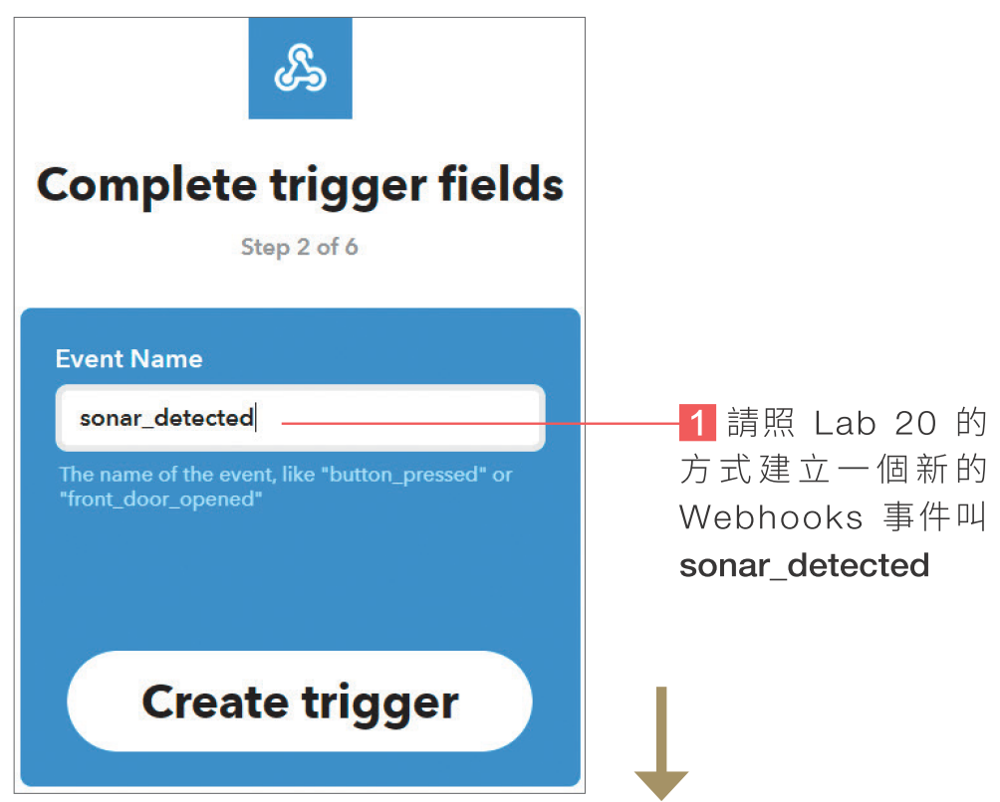 Complete trigger fields
Step 2 of 6
Event Name
sonar_detected
The name of the event, like "button_pressed" or
"front_door_opened"
Create trigger
1 請照 Lab 20 的
方式建立一個新的
Webhooks 事件叫
sonar_detected